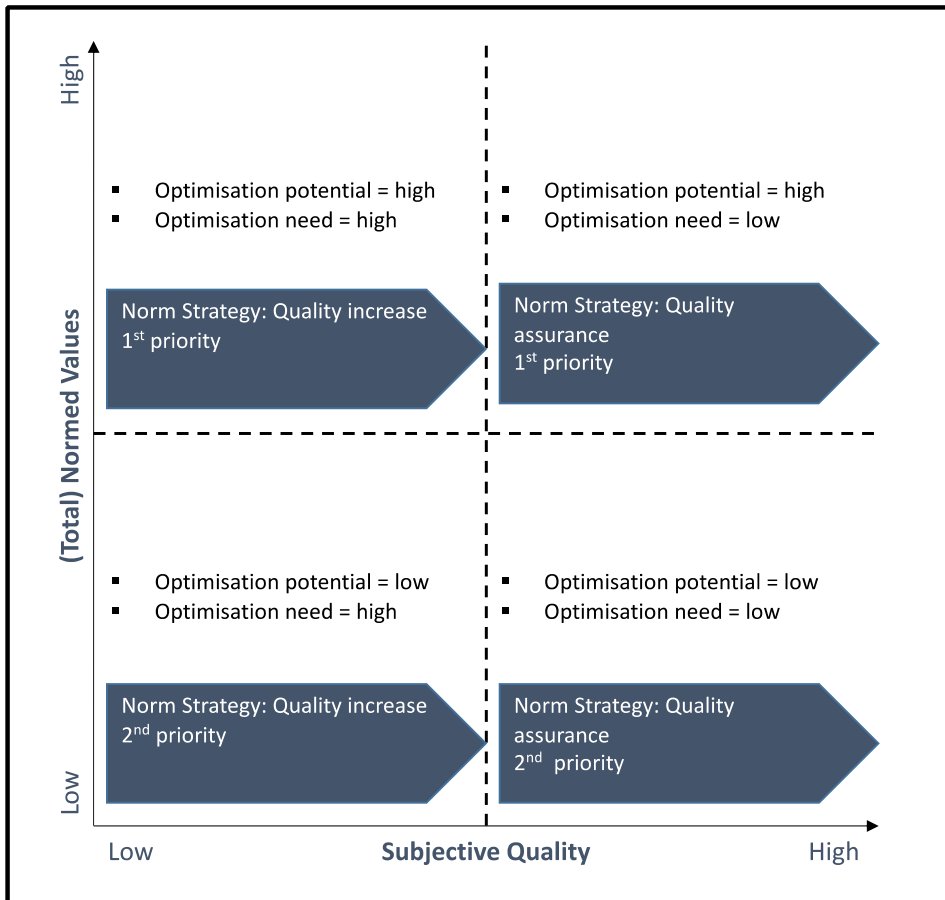 High
▪ Optimisation potential = high
▪ Optimisation need = high
▪ Optimisation potential = high
▪ Optimisation need = low
Norm Strategy: Quality increase
1st priority
Norm Strategy: Quality
assurance
1st priority
(Total) Normed Values
▪ Optimisation potential = low
▪ Optimisation need = high
▪ Optimisation potential = low
▪ Optimisation need = low
Norm Strategy: Quality increase
2nd priority
Norm Strategy: Quality
assurance
2nd priority
Low
Low
Subjective Quality
High